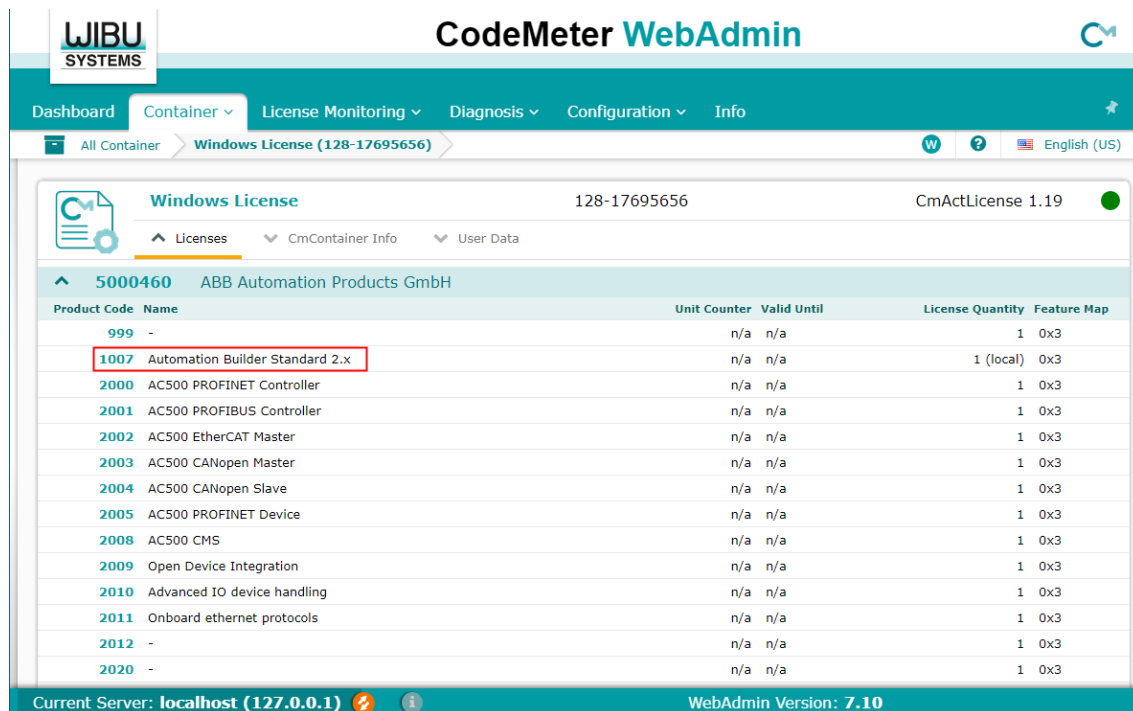 WIBU
SYSTEMS
CodeMeter WebAdmin
CM
Dashboard Container License Monitoring Diagnosis Configuration Info
All Container Windows License (128-17695656) W ? English (US)
CM Windows License 128-17695656 CmActLicense 1.19
Licenses CmContainer Info User Data
5000460 ABB Automation Products GmbH
Product Code Name Unit Counter Valid Until License Quantity Feature Map
999 - n/a n/a 1 0x3
1007 Automation Builder Standard 2.x n/a n/a 1 (local) 0x3
2000 AC500 PROFINET Controller n/a n/a 1 0x3
2001 AC500 PROFIBUS Controller n/a n/a 1 0x3
2002 AC500 EtherCAT Master n/a n/a 1 0x3
2003 AC500 CANopen Master n/a n/a 1 0x3
2004 AC500 CANopen Slave n/a n/a 1 0x3
2005 AC500 PROFINET Device n/a n/a 1 0x3
2008 AC500 CMS n/a n/a 1 0x3
2009 Open Device Integration n/a n/a 1 0x3
2010 Advanced IO device handling n/a n/a 1 0x3
2011 Onboard ethernet protocols n/a n/a 1 0x3
2012 - n/a n/a 1 0x3
2020 - n/a n/a 1 0x3
Current Server: localhost (127.0.0.1) i WebAdmin Version: 7.10